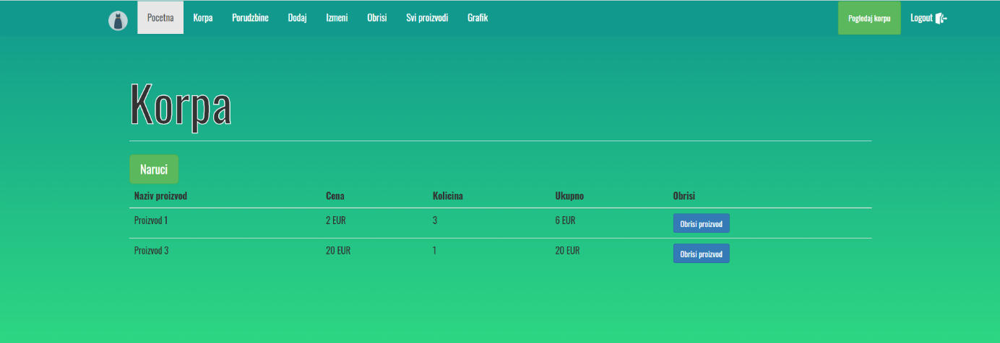 Pocetna Korpa Porudzbine Dodaj Izmeni Obrisi Svi proizvodi Grafik Pogledaj korpu Logout
Korpa
Naruci
Naziv proizvod Cena Kolicina Ukupno Obrisi
Proizvod 1 2 EUR 3 6 EUR Obrisi proizvod
Proizvod 3 20 EUR 1 20 EUR Obrisi proizvod